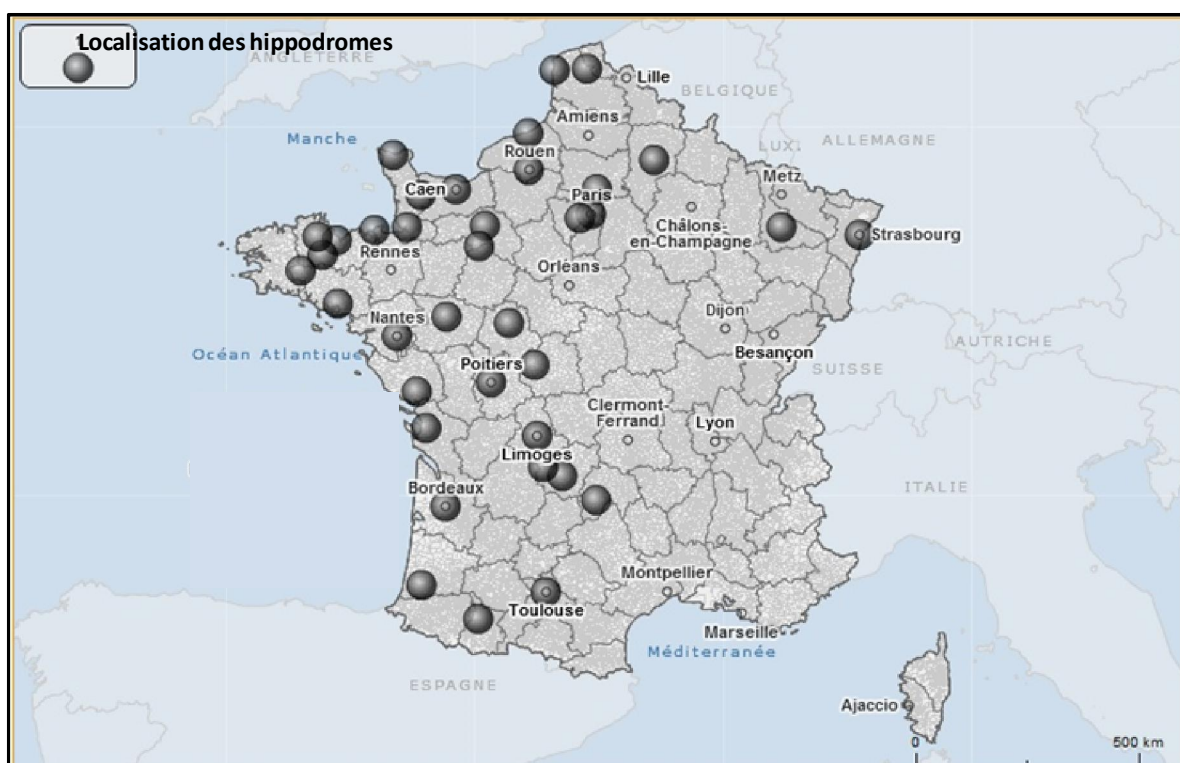 Localisation des hippodromes
ANGLETERRE
Lille
BELGIQUE
Amiens
Manche
ALLEMAGNE
LUX.
Rouen
Metz
Caen
Paris
Châlons-
en-Champagne
Strasbourg
Rennes
Orléans
Nantes
Dijon
Besançon
AUTRICHE
Océan Atlantique
Poitiers
SUISSE
Clermont-
Ferrand
Lyon
Limoges
Bordeaux
ITALIE
Montpellier
Toulouse
Marseille
Méditerranée
ESPAGNE
Ajaccio
0
500 km